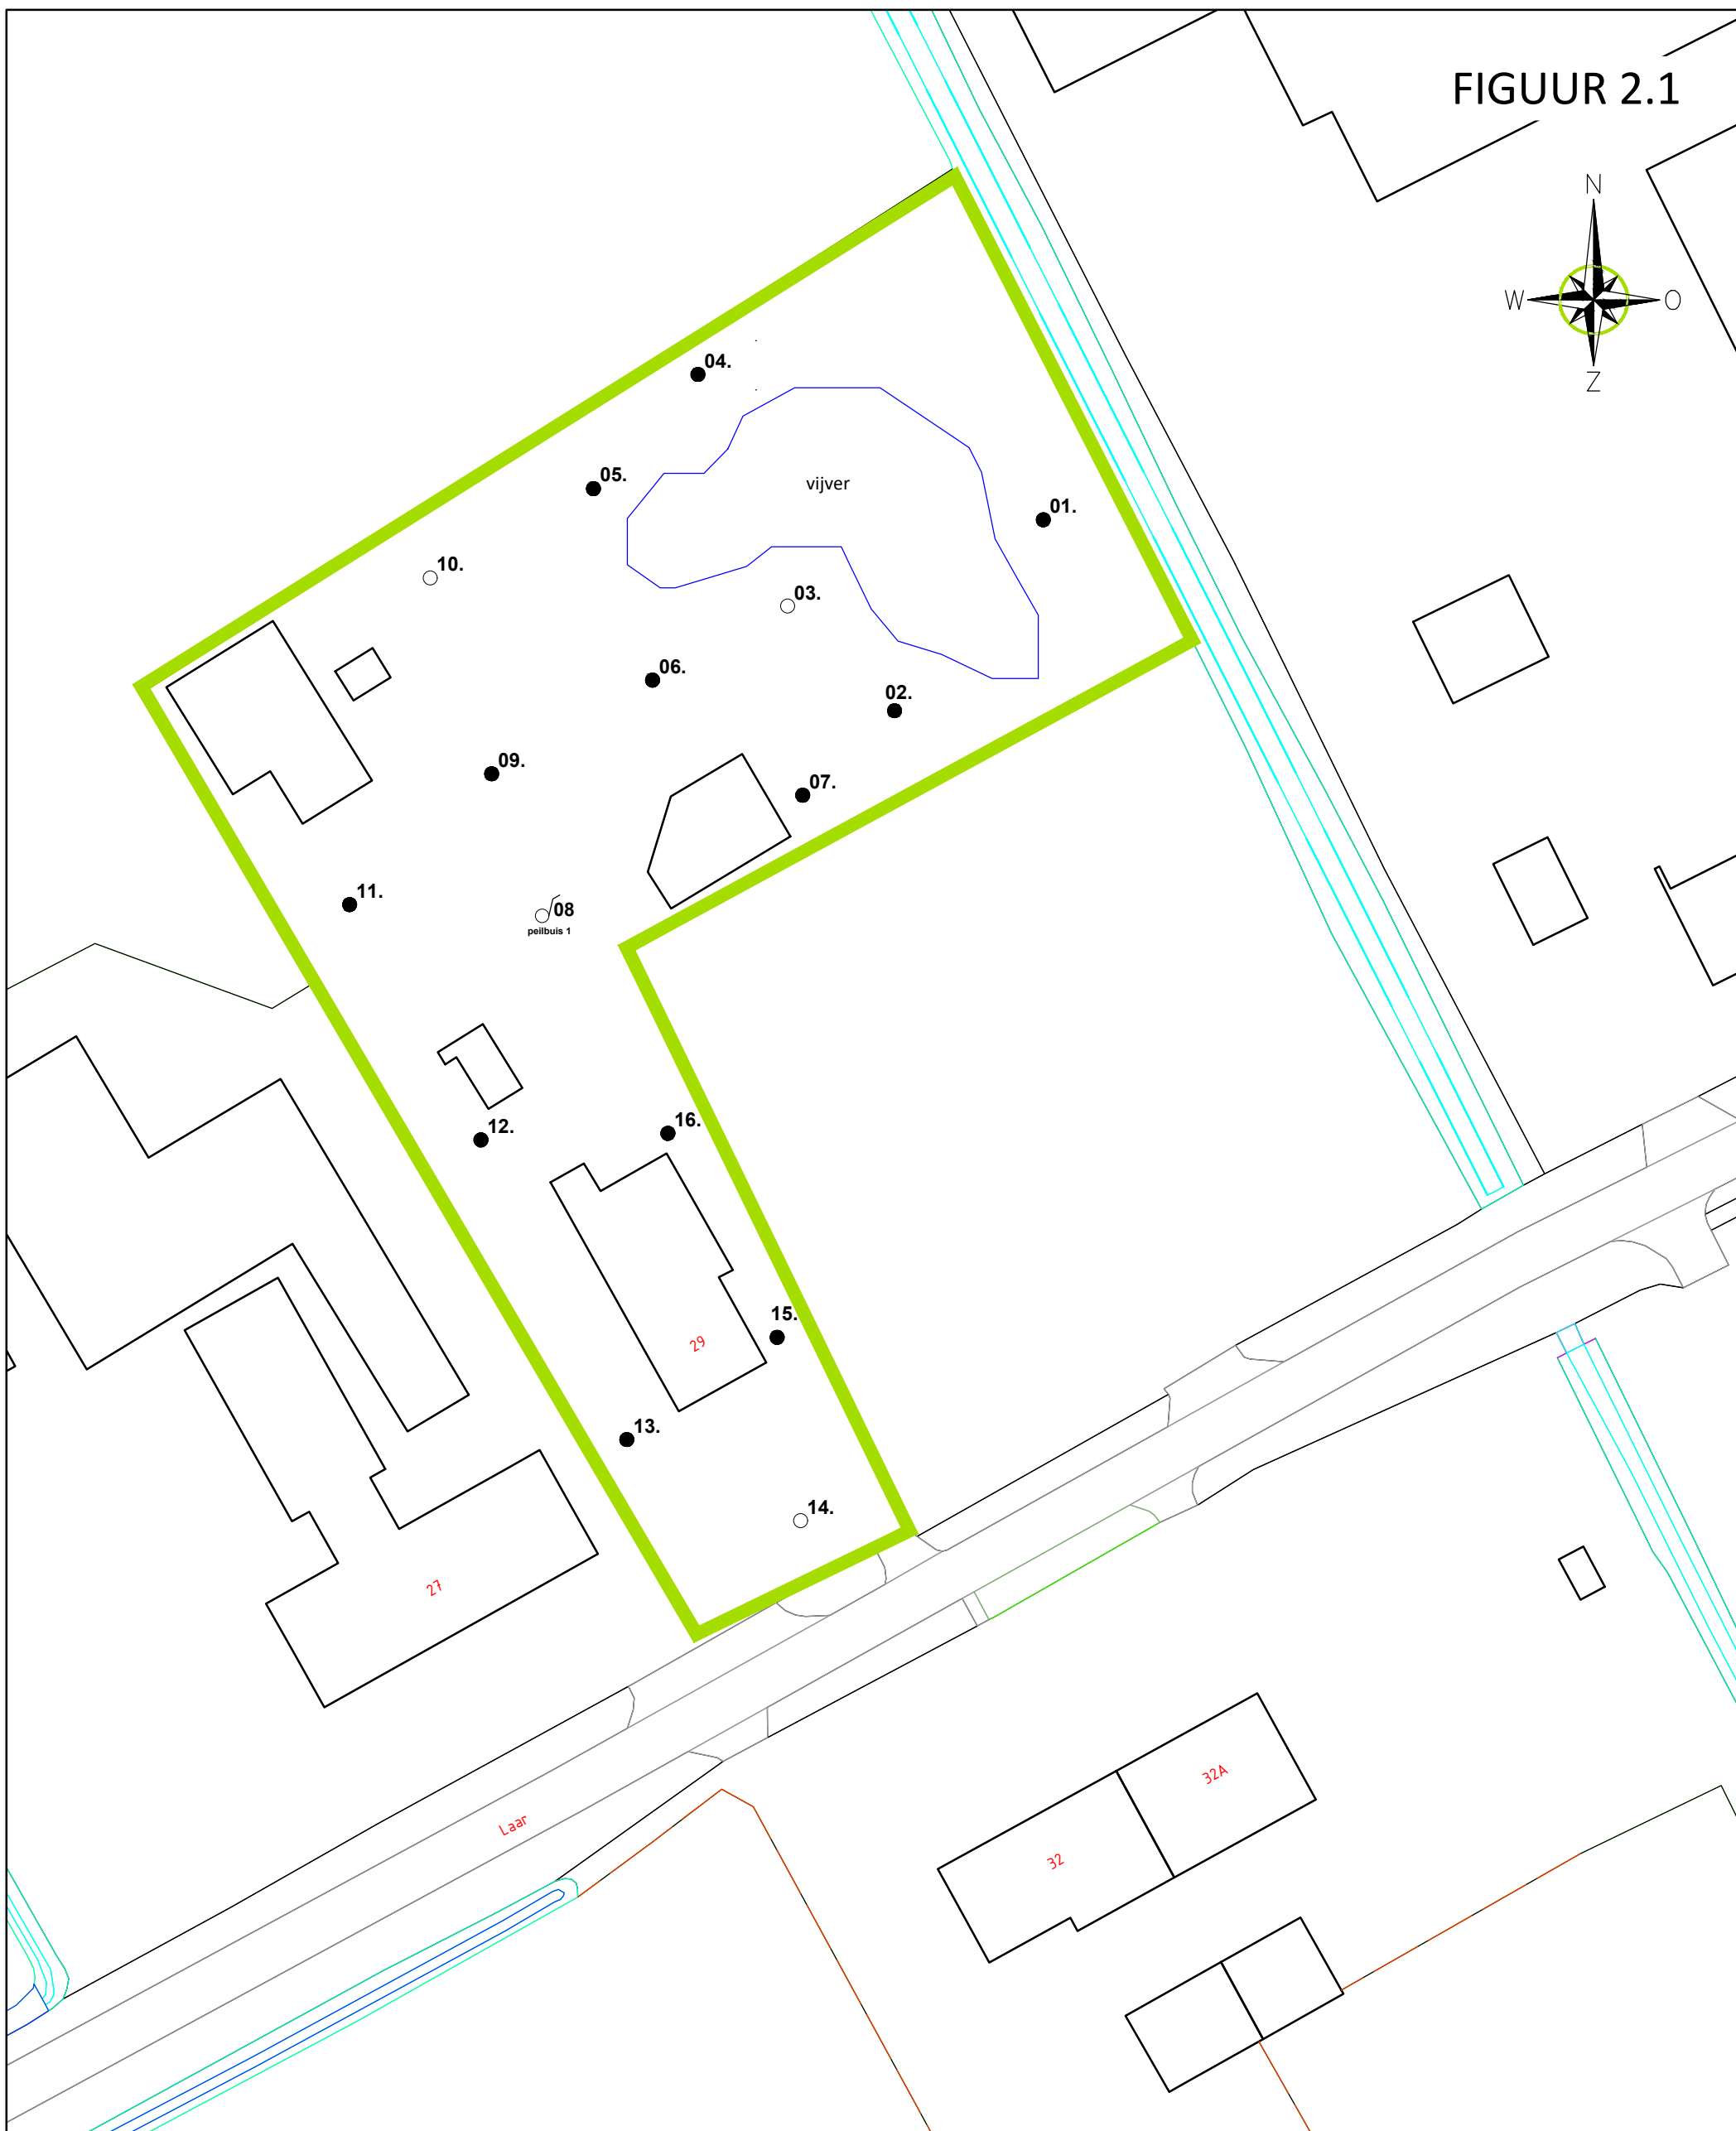 FIGUUR 2.1
N
W
O
Z
04.
05.
vijver
01.
10.
03.
06.
02.
09.
07.
11.
08
peilbuis 1
16.
12.
15.
29
13.
14.
27
32A
Laar
32